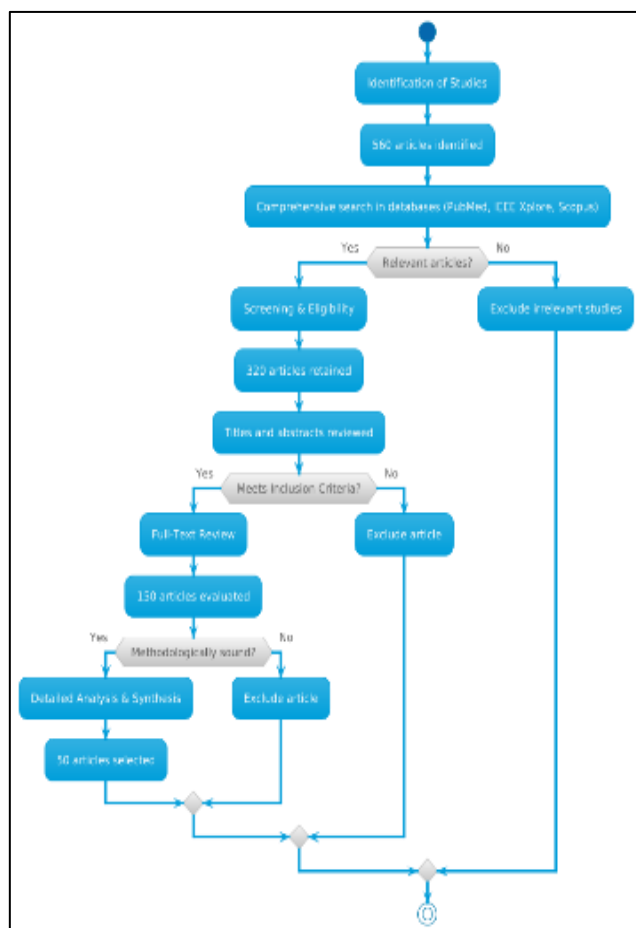 Identification of Studies
560 articles identified
Comprehensive search in databases (PubMed, IEEE Xplore, Scopus)
Yes
Relevant articles?
No
Screening & Eligibility
Exclude irrelevant studies
320 articles retained
Titles and abstracts reviewed
Yes
Meets Inclusion Criteria?
No
Full-Text Review
Exclude article
articles evaluated
Yes
Methodologically sound?
No
Detailed Analysis & Synthesis
Exclude article
50 articles selected